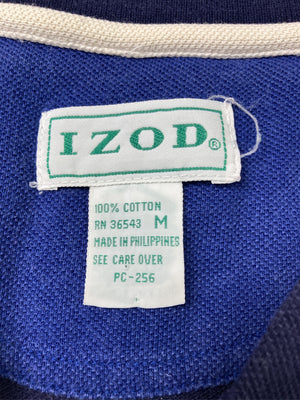 IZOD®
100% COTTON
RN 36543 M
MADE IN PHILIPPINES
SEE CARE OVER
PC-256